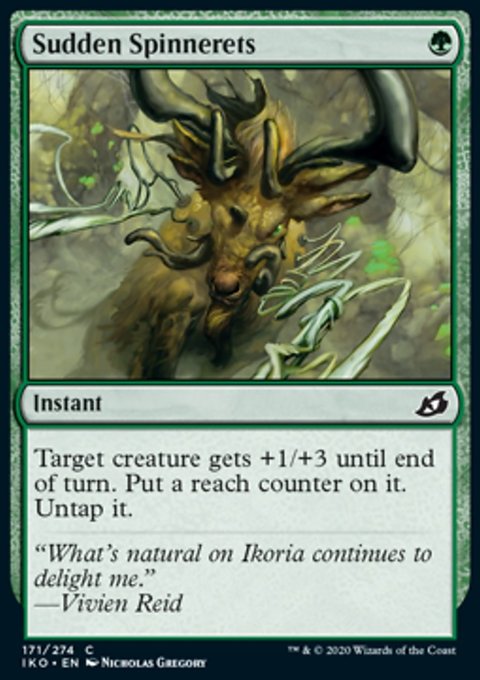 Sudden Spinnerets
Instant
Target creature gets +1/+3 until end
of turn. Put a reach counter on it.
Untap it.
“What’s natural on Ikoria continues to
delight me.”
—Vivien Reid
171/274 C
IKO • EN Nicholas Gregory
™ & © 2020 Wizards of the Coast